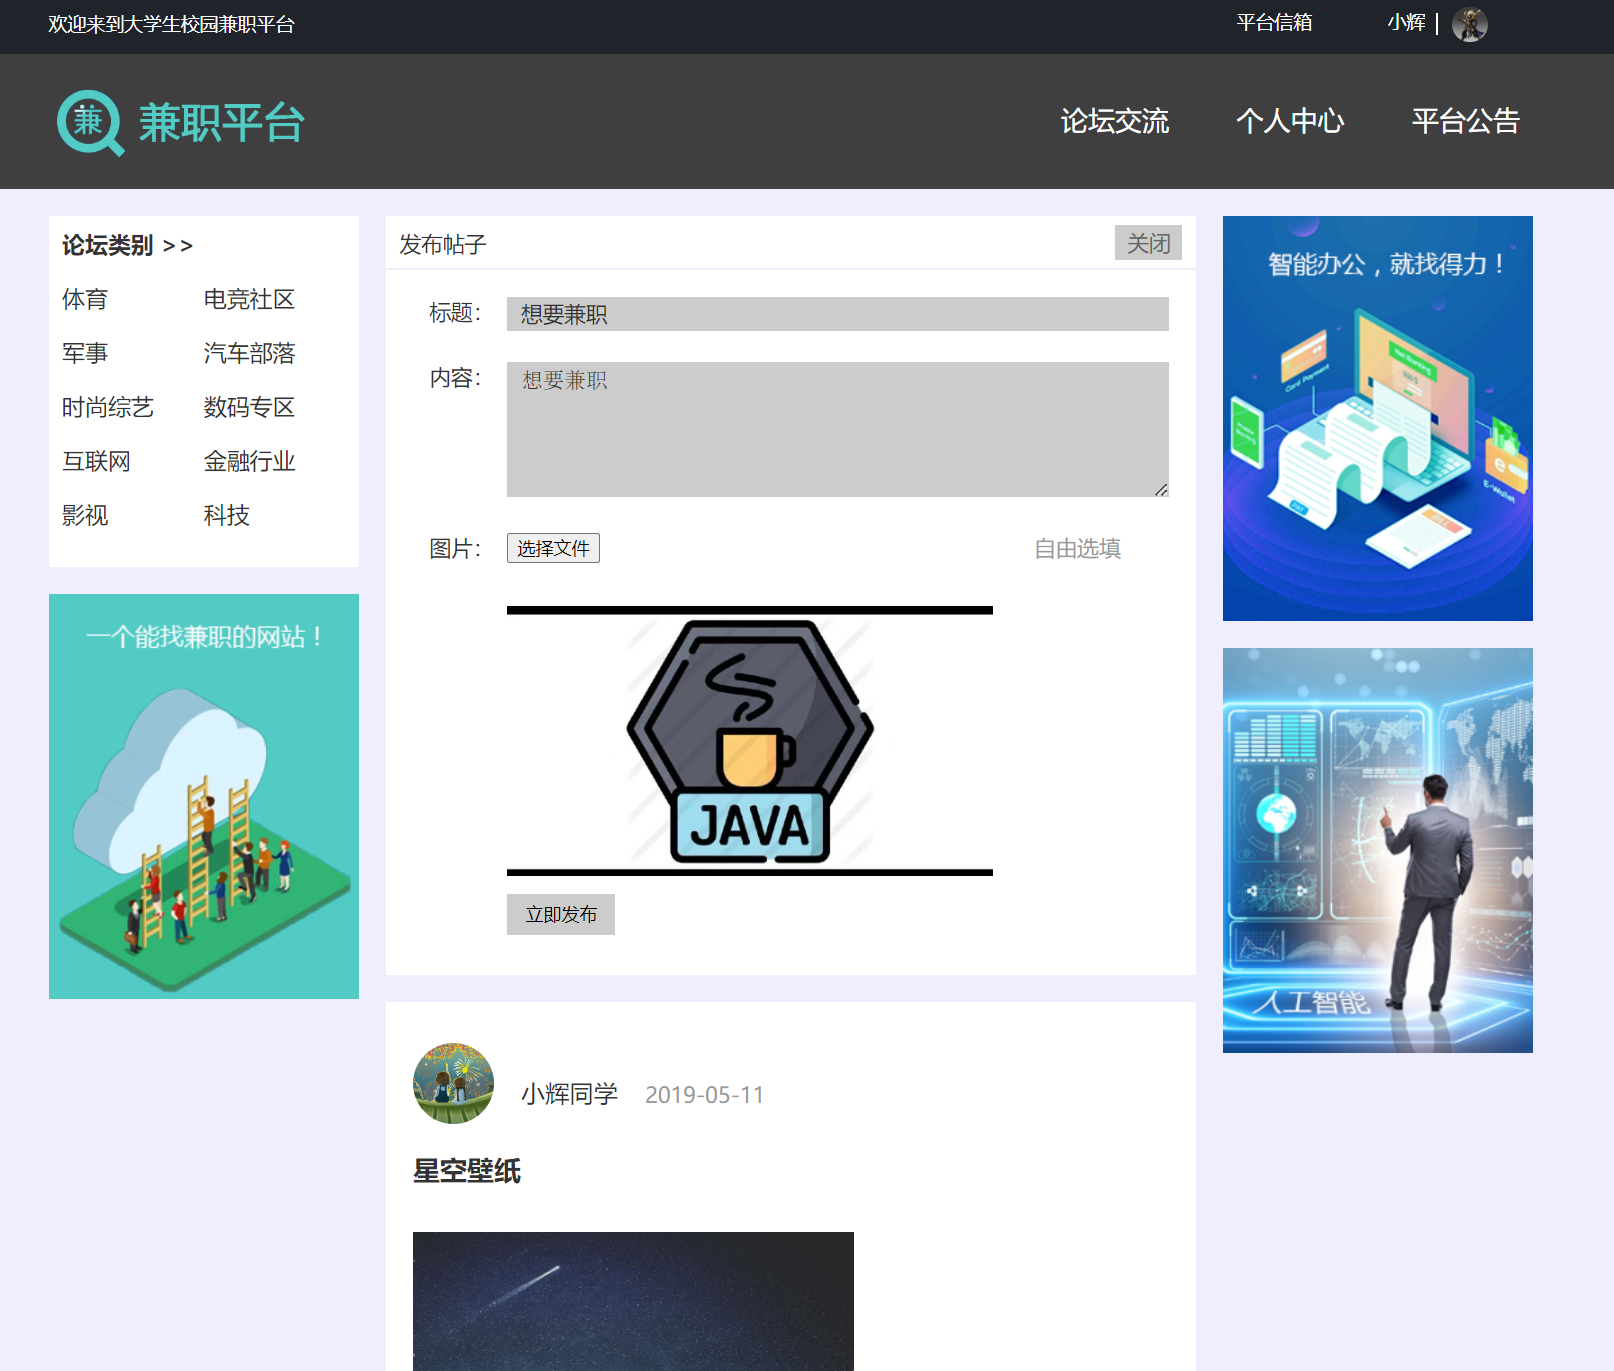 欢迎来到大学生校园兼职平台
平台信箱
小辉 |
兼 兼职平台
论坛交流 个人中心 平台公告
论坛类别 >>
体育 电竞社区
军事 汽车部落
时尚综艺 数码专区
互联网 金融行业
影视 科技
一个能找兼职的网站！
发布帖子 关闭
标题： 想要兼职
内容： 想要兼职
图片： 选择文件 自由选填
JAVA
立即发布
小辉同学 2019-05-11
星空壁纸
智能办公，就找得力！
Net Banking
Card Payment
E-Wallet
PAY
人工智能